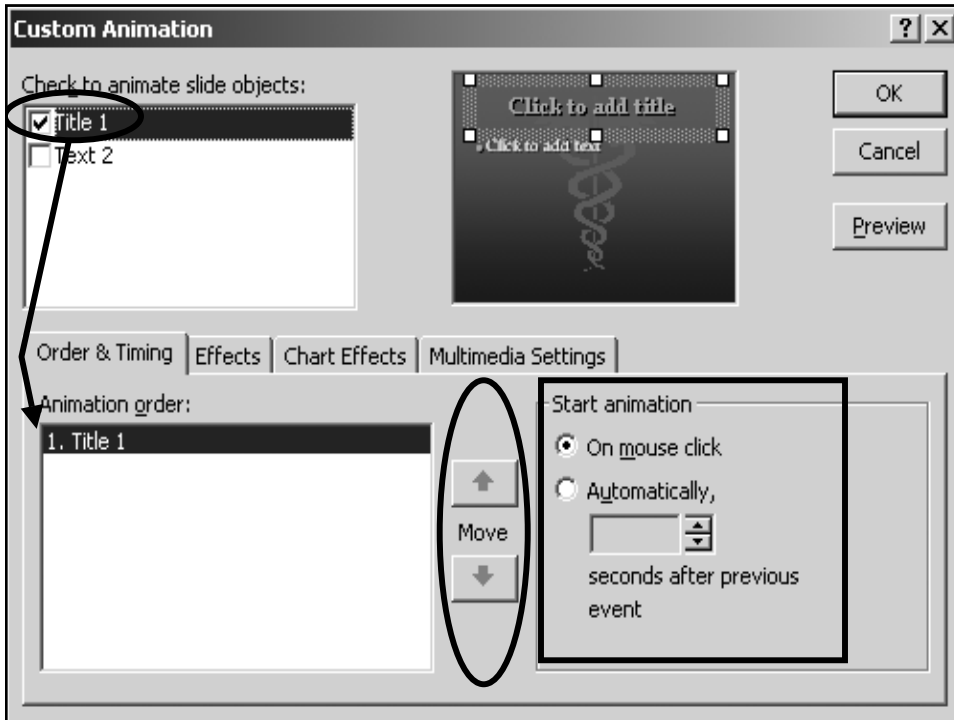 Custom Animation
Check to animate slide objects:
Title 1
Text 2
Click to add title
Click to add text
OK
Cancel
Preview
Order & Timing
Effects
Chart Effects
Multimedia Settings
Animation order:
1. Title 1
Move
Start animation
On mouse click
Automatically,
seconds after previous
event